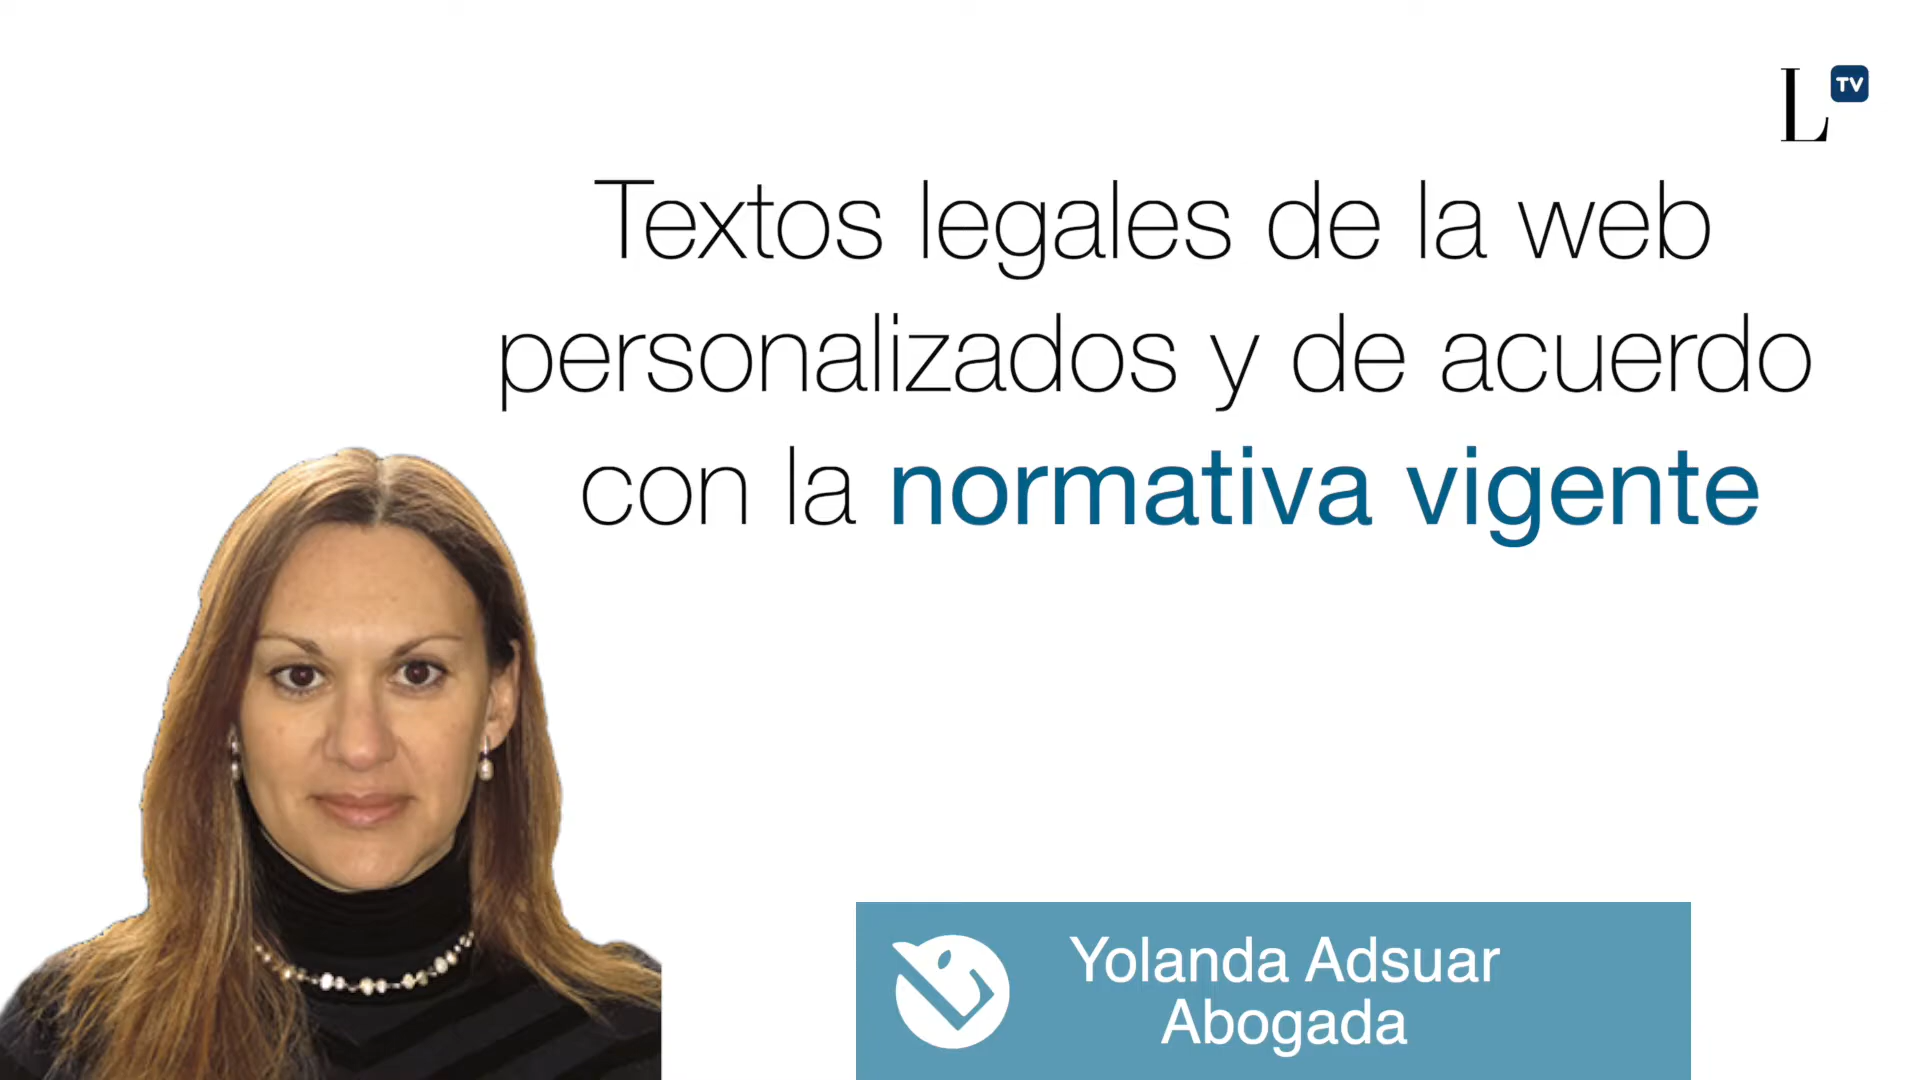 L TV
Textos legales de la web
personalizados y de acuerdo
con la normativa vigente
Yolanda Adsuar
Abogada